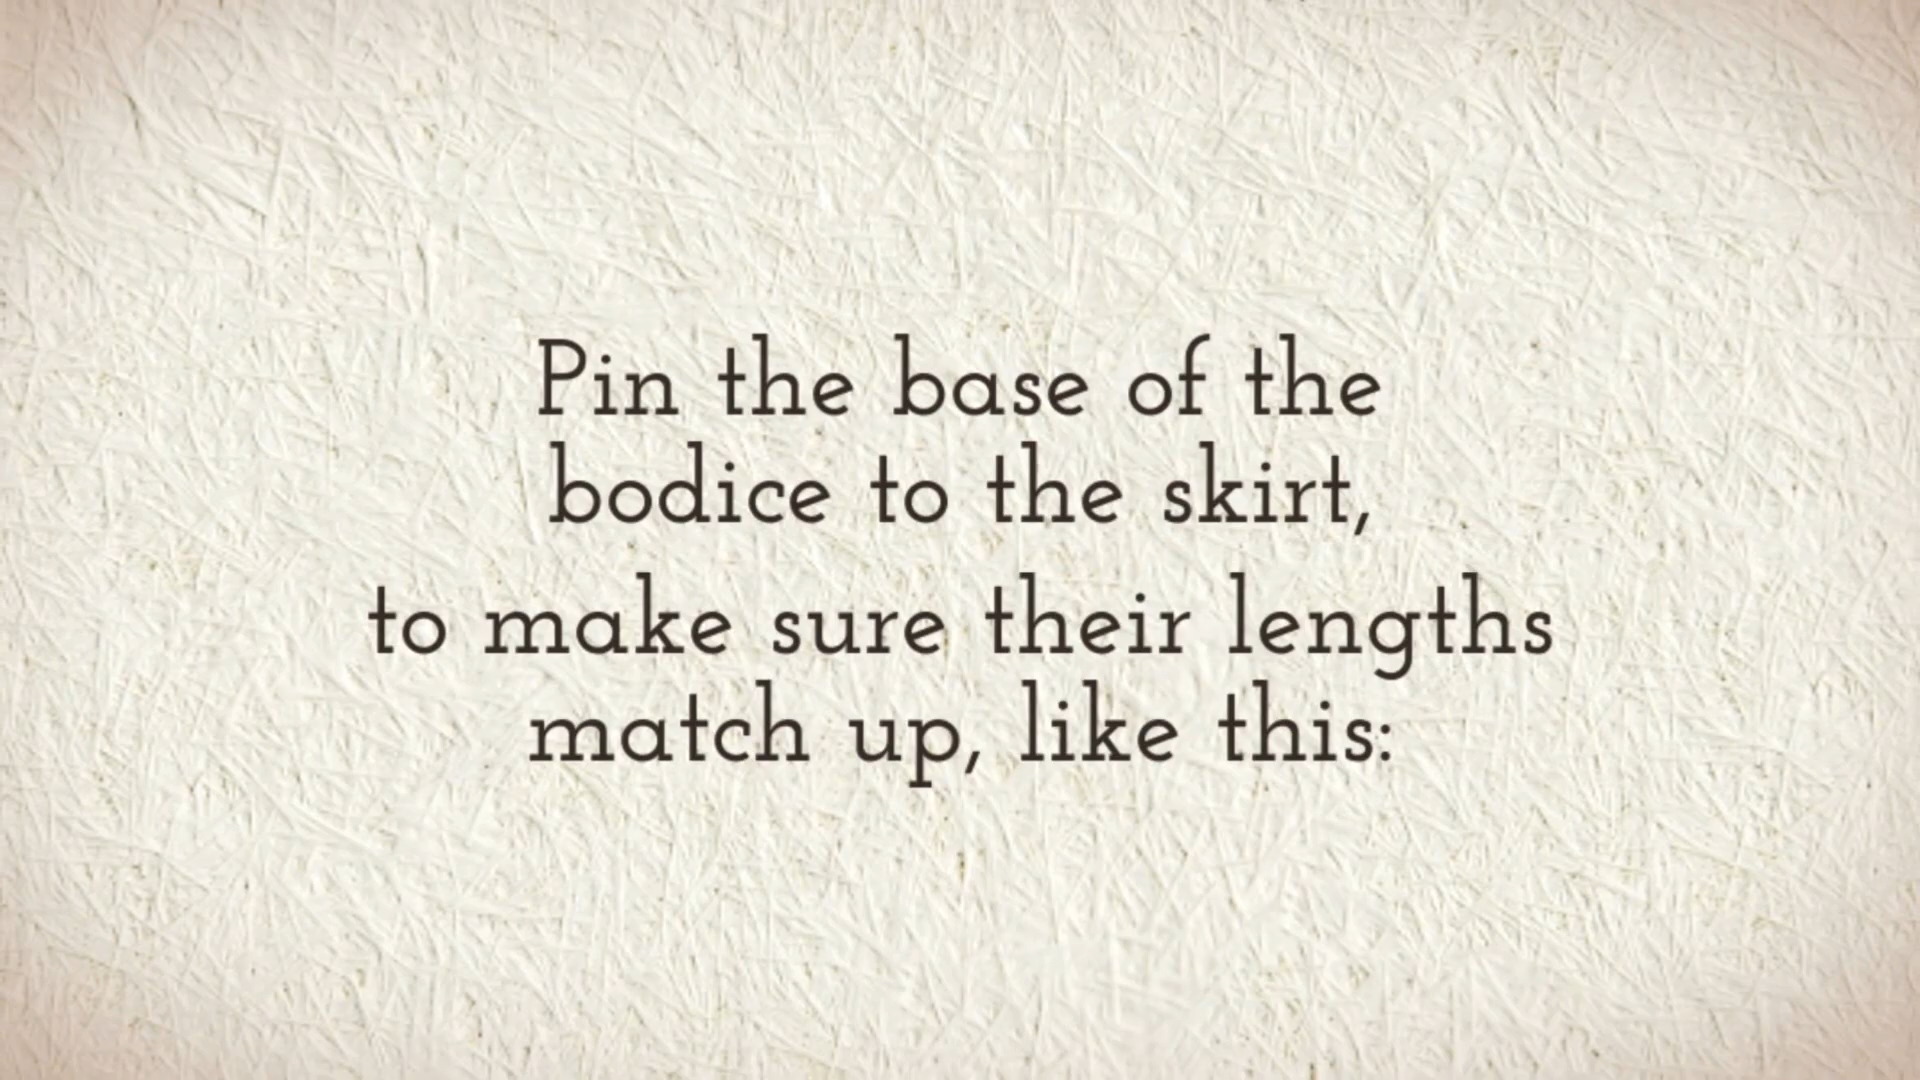 Pin the base of the
bodice to the skirt,
to make sure their lengths
match up, like this: